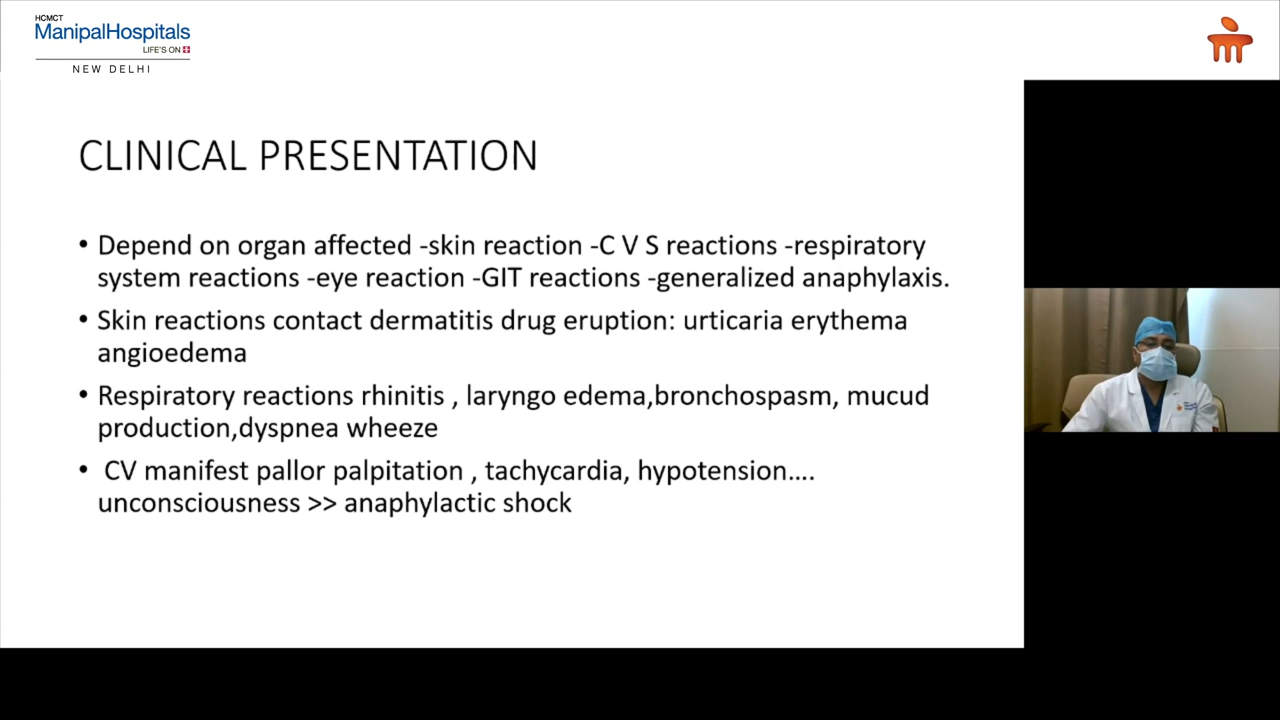 HCMCT
ManipalHospitals
LIFE'S ON
NEW DELHI
CLINICAL PRESENTATION
• Depend on organ affected -skin reaction -C V S reactions -respiratory
system reactions -eye reaction -GIT reactions -generalized anaphylaxis.
• Skin reactions contact dermatitis drug eruption: urticaria erythema
angioedema
• Respiratory reactions rhinitis , laryngo edema,bronchospasm, mucud
production,dyspnea wheeze
• CV manifest pallor palpitation , tachycardia, hypotension....
unconsciousness >> anaphylactic shock